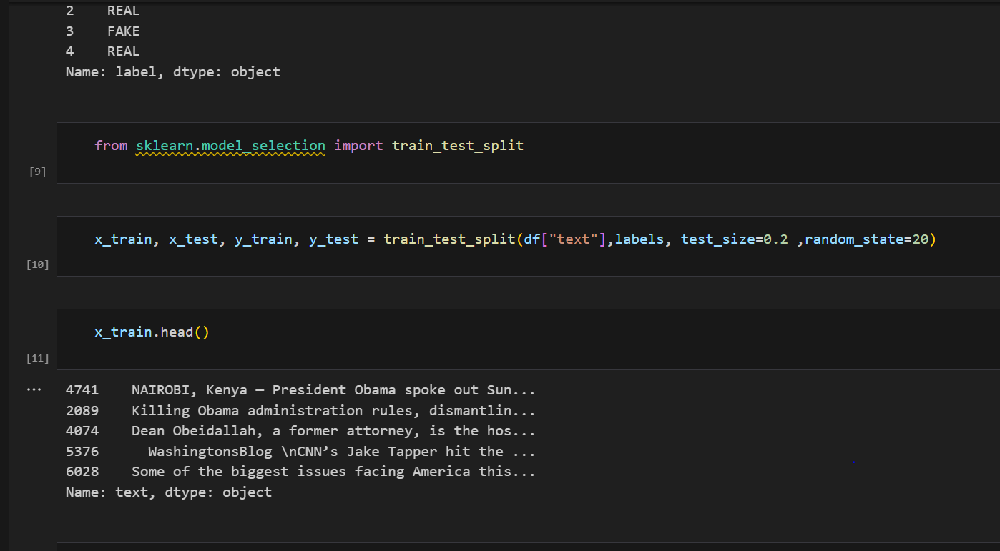 2    REAL
3    FAKE
4    REAL
Name: label, dtype: object
from sklearn.model_selection import train_test_split
[9]
x_train, x_test, y_train, y_test = train_test_split(df["text"],labels, test_size=0.2 ,random_state=20)
[10]
x_train.head()
[11]
...
4741    NAIROBI, Kenya — President Obama spoke out Sun...
2089    Killing Obama administration rules, dismantlin...
4074    Dean Obeidallah, a former attorney, is the hos...
5376      WashingtonsBlog \nCNN’s Jake Tapper hit the ...
6028    Some of the biggest issues facing America this...
Name: text, dtype: object